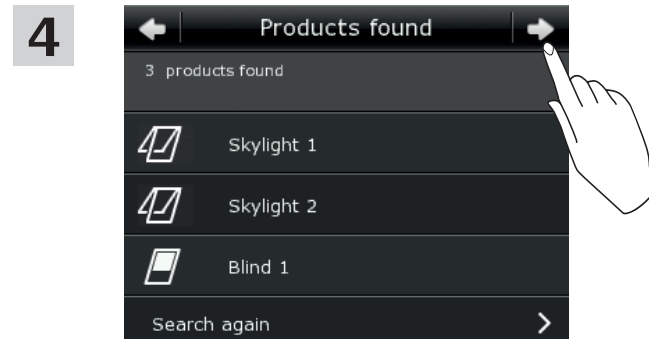 4
Products found
3 products found
Skylight 1
Skylight 2
Blind 1
Search again